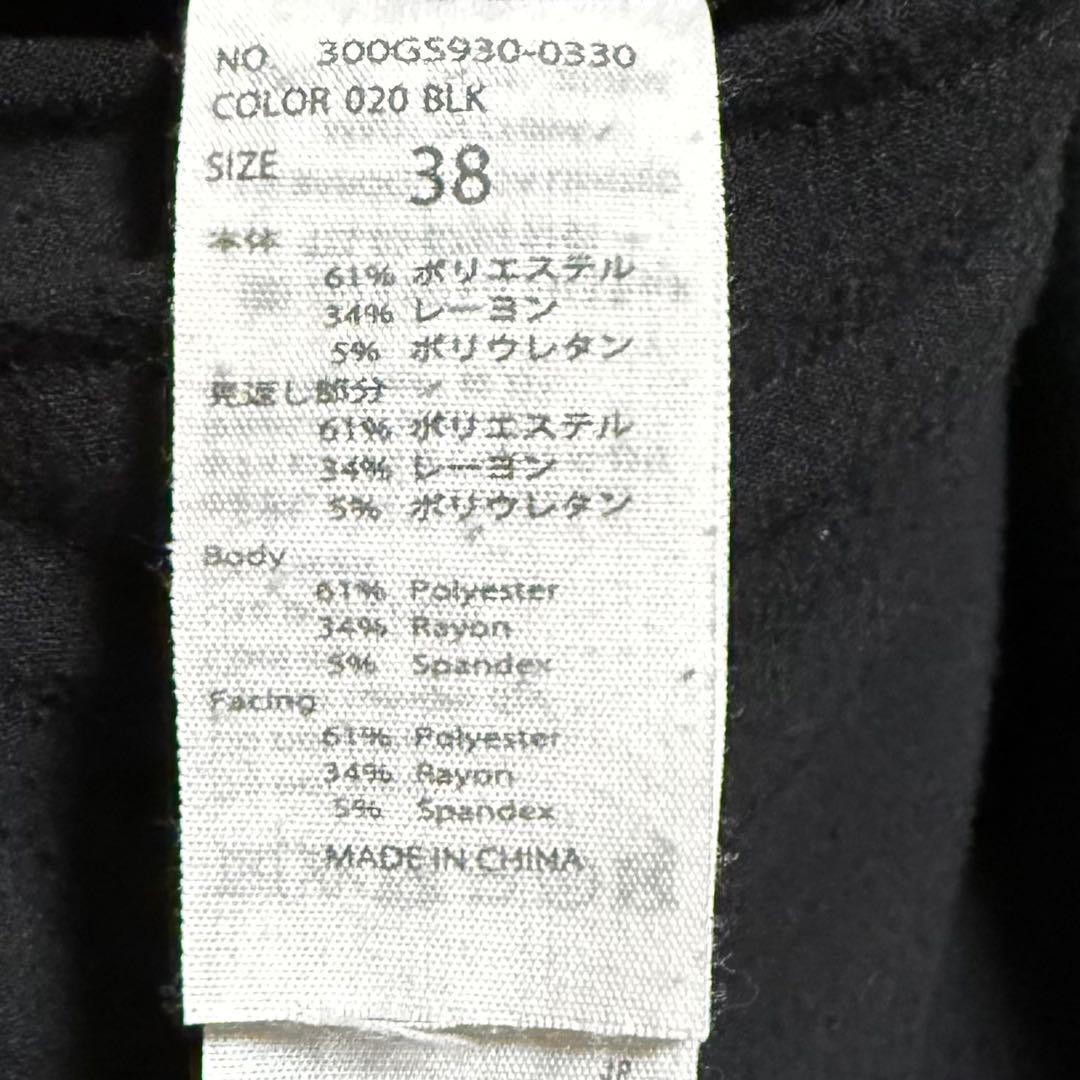 NO. 300GS930-0330
COLOR 020 BLK
SIZE 38
本体
61% ポリエステル
34% レーヨン
5% ポリウレタン
見返し部分
61% ポリエステル
34% レーヨン
5% ポリウレタン
Body
61% Polyester
34% Rayon
5% Spandex
Facing
61% Polyester
34% Rayon
5% Spandex
MADE IN CHINA
JP